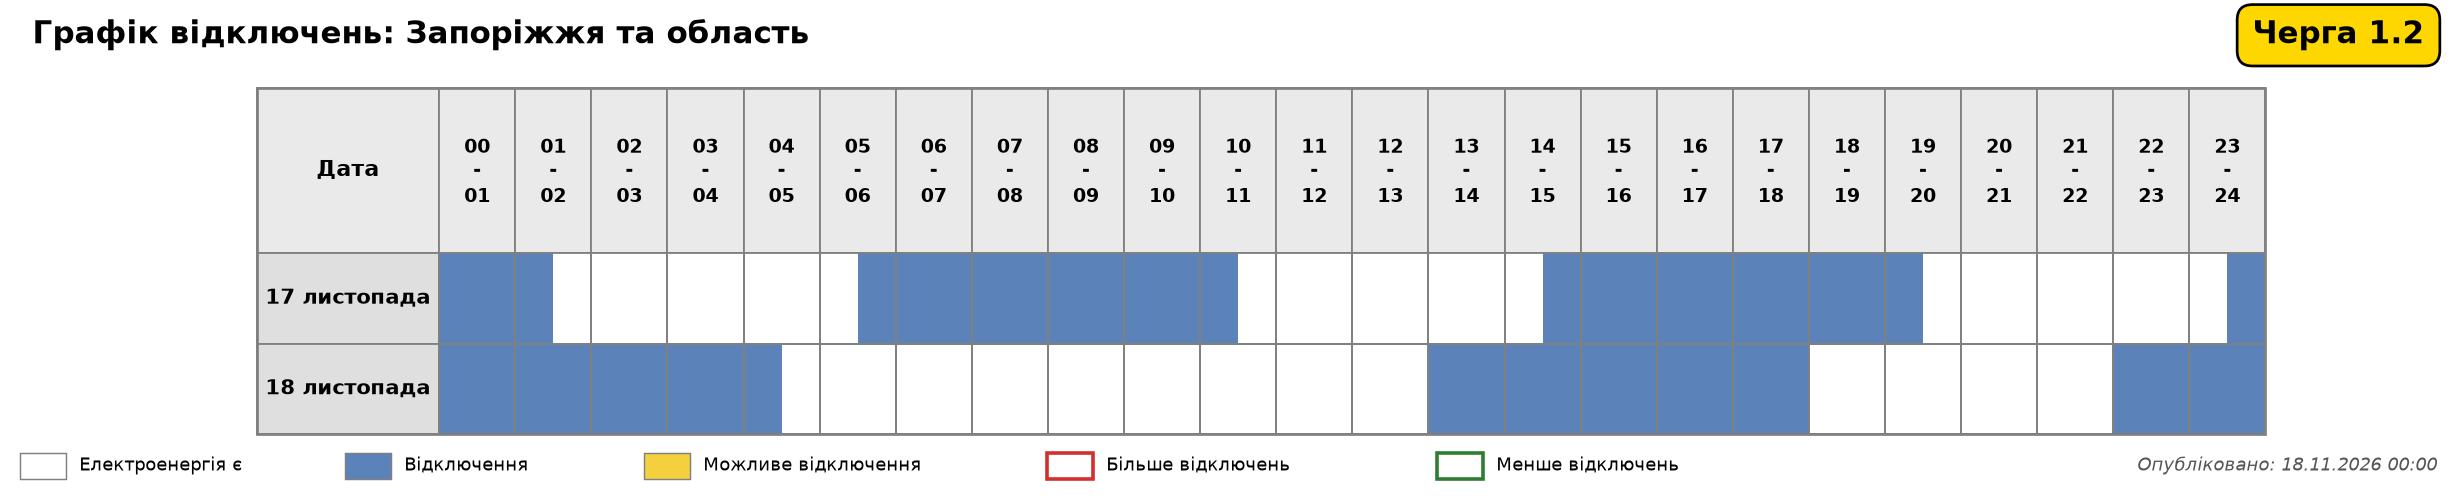 Графік відключень: Запоріжжя та область
Черга 1.2
Дата
00 - 01
01 - 02
02 - 03
03 - 04
04 - 05
05 - 06
06 - 07
07 - 08
08 - 09
09 - 10
10 - 11
11 - 12
12 - 13
13 - 14
14 - 15
15 - 16
16 - 17
17 - 18
18 - 19
19 - 20
20 - 21
21 - 22
22 - 23
23 - 24
17 листопада
18 листопада
Електроенергія є
Відключення
Можливе відключення
Більше відключень
Менше відключень
Опубліковано: 18.11.2026 00:00